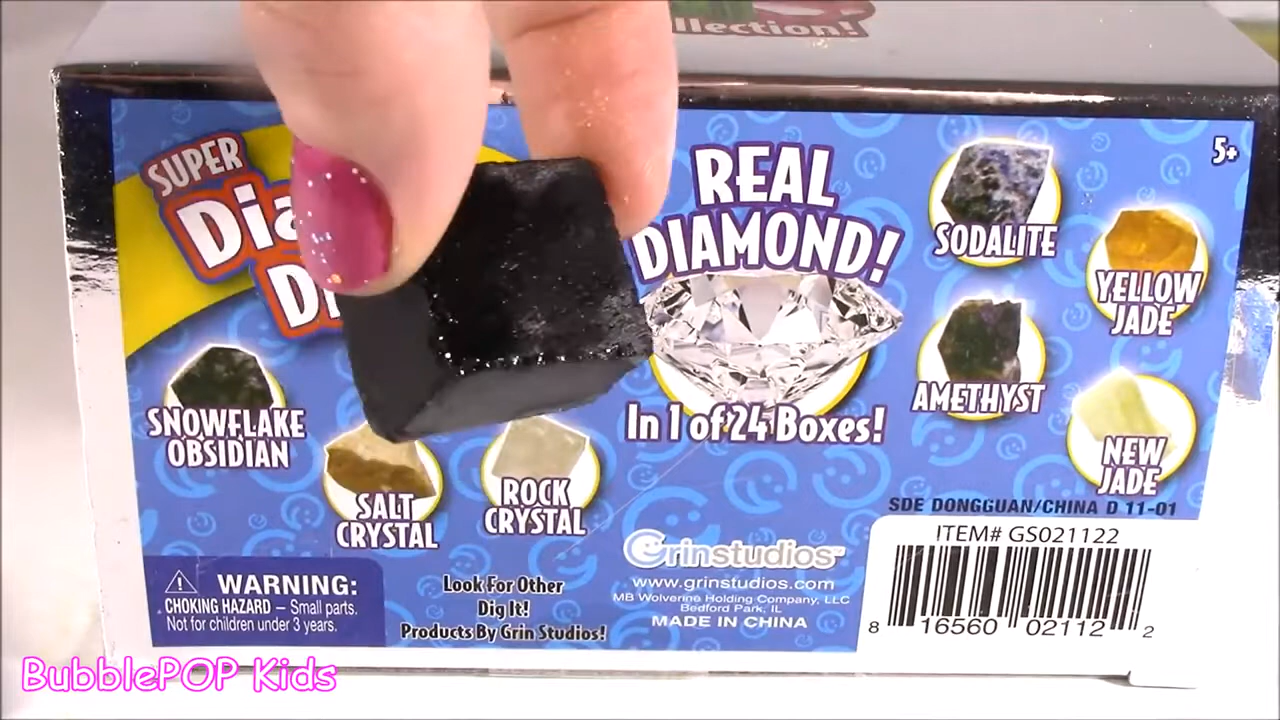 llection!
SUPER
Dia
D
REAL
DIAMOND!
In 1 of 24 Boxes!
5+
SODALITE
YELLOW
JADE
AMETHYST
NEW
JADE
SNOWFLAKE
OBSIDIAN
SALT
CRYSTAL
ROCK
CRYSTAL
WARNING:
CHOKING HAZARD – Small parts.
Not for children under 3 years.
Look For Other
Dig It!
Products By Grin Studios!
Grinstudios™
www.grinstudios.com
MB Wolverine Holding Company, LLC
Bedford Park, IL
MADE IN CHINA
SDE DONGGUAN/CHINA D 11-01
ITEM# GS021122
8 16560 02112 2
BubblePOP Kids